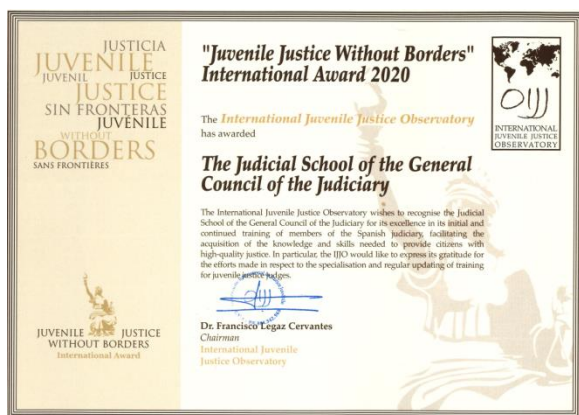 JUSTICIA
JUVENILE
JUVENIL JUSTICE
JUSTICE
SIN FRONTERAS
JUVÉNILE
WITHOUT
BORDERS
SANS FRONTIÈRES
JUVENILE JUSTICE
WITHOUT BORDERS
International Award
"Juvenile Justice Without Borders"
International Award 2020
The International Juvenile Justice Observatory
has awarded
The Judicial School of the General
Council of the Judiciary
The International Juvenile Justice Observatory wishes to recognise the Judicial
School of the General Council of the Judiciary for its excellence in its initial and
continued training of members of the Spanish judiciary, facilitating the
acquisition of the knowledge and skills needed to provide citizens with
high-quality justice. In particular, the IJJO would like to express its gratitude for
the efforts made in respect to the specialisation and regular updating of training
for juvenile justice judges.
Dr. Francisco Legaz Cervantes
Chairman
International Juvenile
Justice Observatory
OIJJ
INTERNATIONAL
JUVENILE JUSTICE
OBSERVATORY